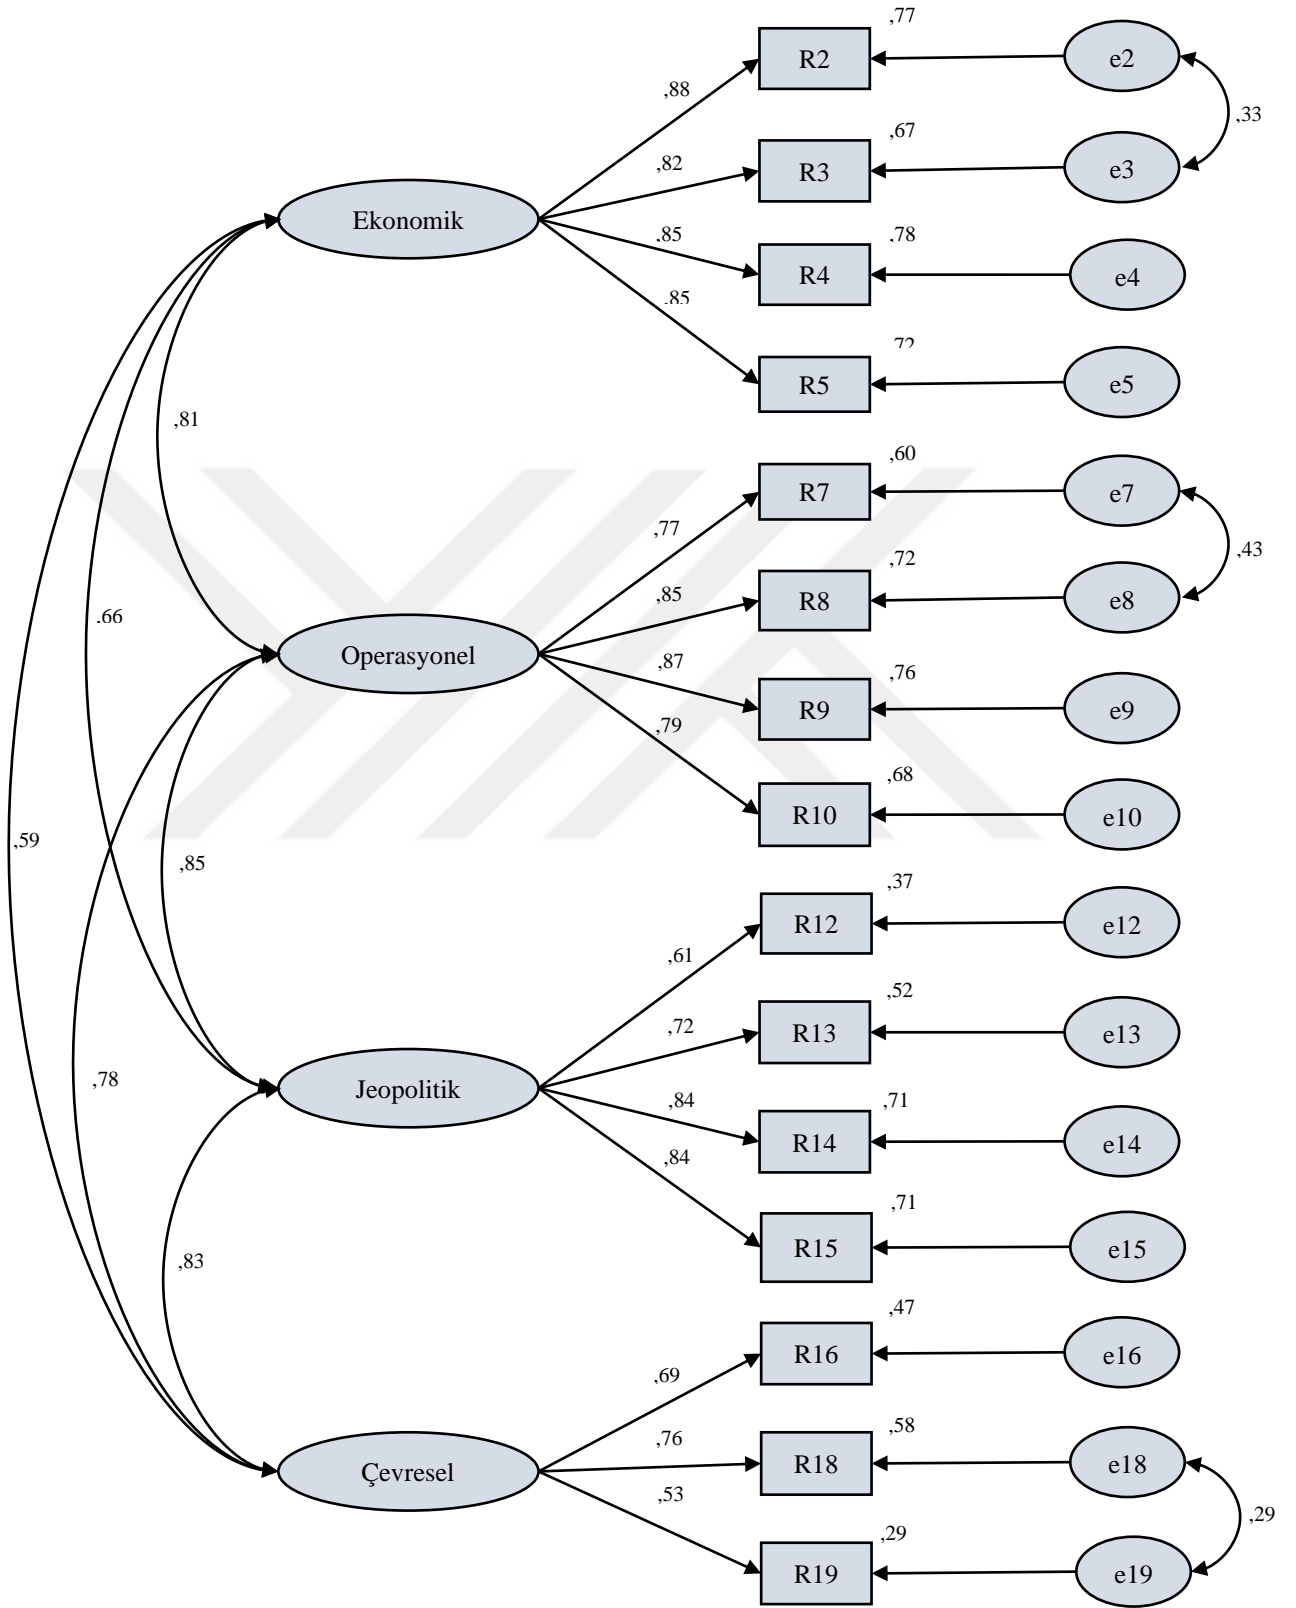 ,77
R2
e2
,88
,33
,67
,82
R3
e3
Ekonomik
,85
,78
R4
e4
,85
,72
R5
e5
,81
,60
R7
e7
,77
,43
,72
,85
R8
e8
,66
Operasyonel
,87
,76
R9
e9
,79
,68
R10
e10
,59
,85
,37
R12
e12
,61
,52
,72
R13
e13
,78
Jeopolitik
,84
,71
R14
e14
,84
,71
R15
e15
,83
,47
R16
e16
,69
,58
,76
R18
e18
Çevresel
,53
,29
,29
R19
e19